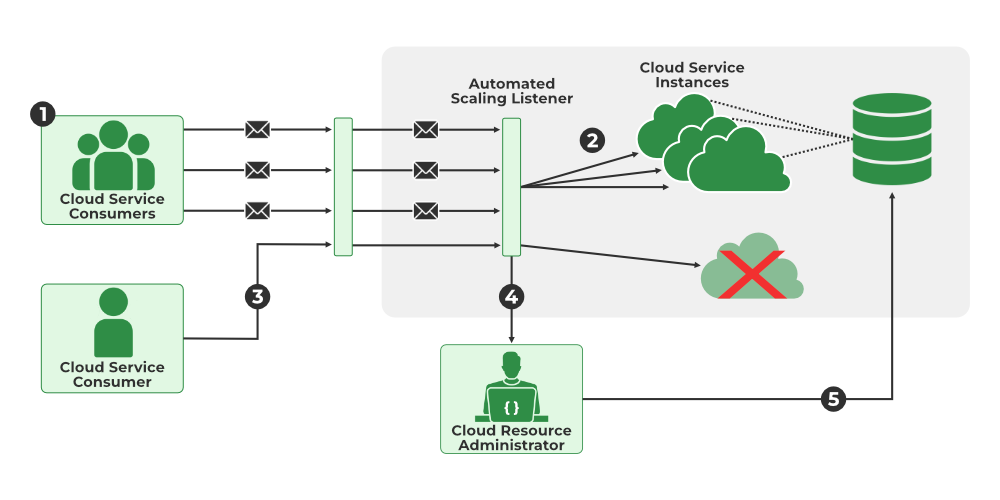 Automated
Scaling Listener
Cloud Service
Instances
1
2
Cloud Service
Consumers
3
4
Cloud Service
Consumer
{ }
Cloud Resource
Administrator
5